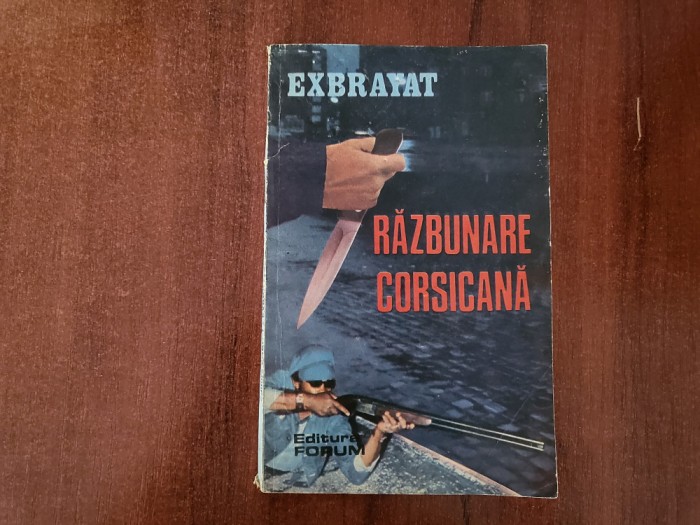 EXBRAYAT
RĂZBUNARE
CORSICANĂ
Editura
FORUM